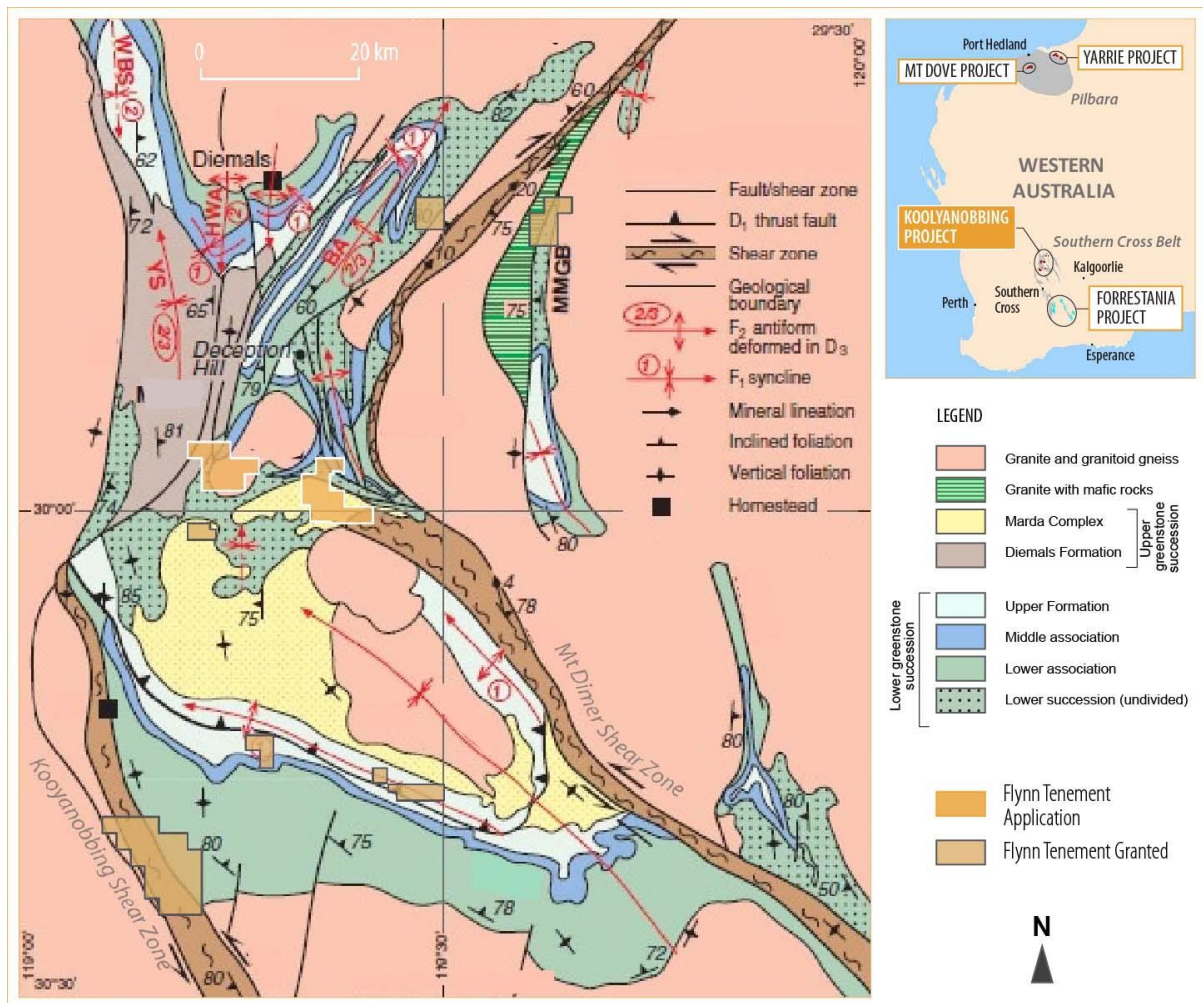 0 20 km
29°30'
120°00'
WBS
2
62
82
60
1
Diemals
72
HWA
2
1
1
YS
2/3
65
BA
2/3
60
20
75
10
75
MMGB
Deception
Hill
79
81
74
30°00'
80
85
75
4
78
1
Mt Dimer Shear Zone
80
80
50
Kooyanobbing Shear Zone
80
75
78
72
80
119°00'
30°30'
119°30'
Fault/shear zone
D1 thrust fault
Shear zone
Geological
boundary
2/3
F2 antiform
deformed in D3
1
F1 syncline
Mineral lineation
Inclined foliation
Vertical foliation
Homestead
Port Hedland
MT DOVE PROJECT
YARRIE PROJECT
Pilbara
WESTERN
AUSTRALIA
KOOLYANOBBING
PROJECT
Southern Cross Belt
Kalgoorlie
Perth
Southern
Cross
FORRESTANIA
PROJECT
Esperance
LEGEND
Granite and granitoid gneiss
Granite with mafic rocks
Marda Complex
Diemals Formation
Upper
greenstone
succession
Upper Formation
Middle association
Lower association
Lower succession (undivided)
Lower greenstone
succession
Flynn Tenement
Application
Flynn Tenement Granted
N